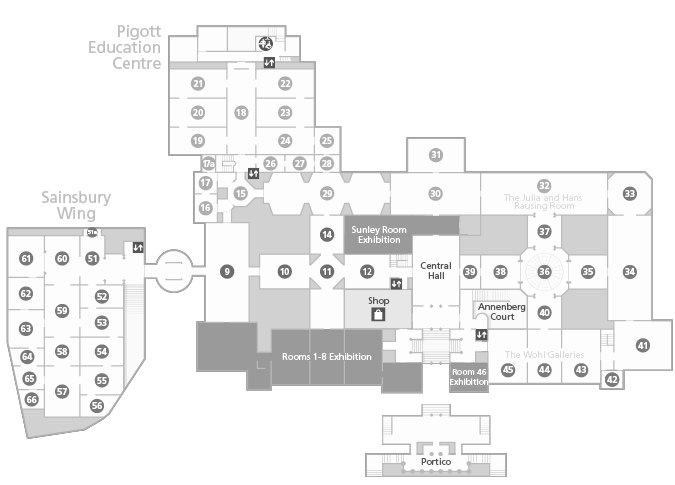 Pigott
Education
Centre
21
22
18
20
23
19
24
25
17a
26
27
28
31
17
15
29
30
32
The Julia and Hans
Rausing Room
33
16
Sainsbury
Wing
14
Sunley Room
Exhibition
37
51a
61
60
51
9
10
11
12
Central
Hall
39
38
36
35
34
62
52
59
53
Shop
Annenberg
Court
40
63
64
58
54
Rooms 1-8 Exhibition
The Wohl Galleries
41
65
57
55
Room 46
Exhibition
45
44
43
42
66
56
Portico